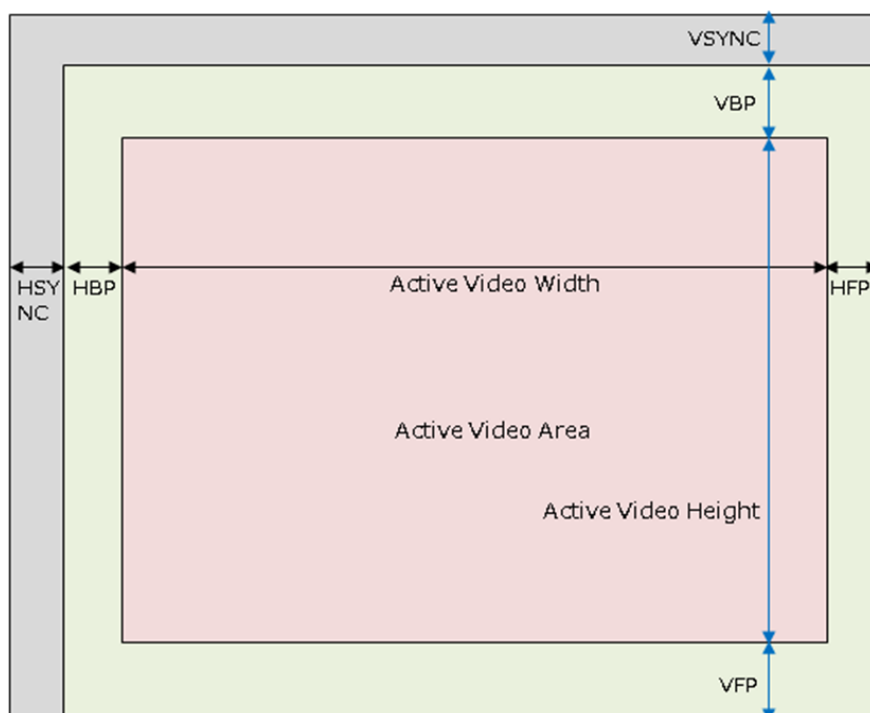 VSYNC
VBP
HSY
NC
HBP
Active Video Width
HFP
Active Video Area
Active Video Height
VFP